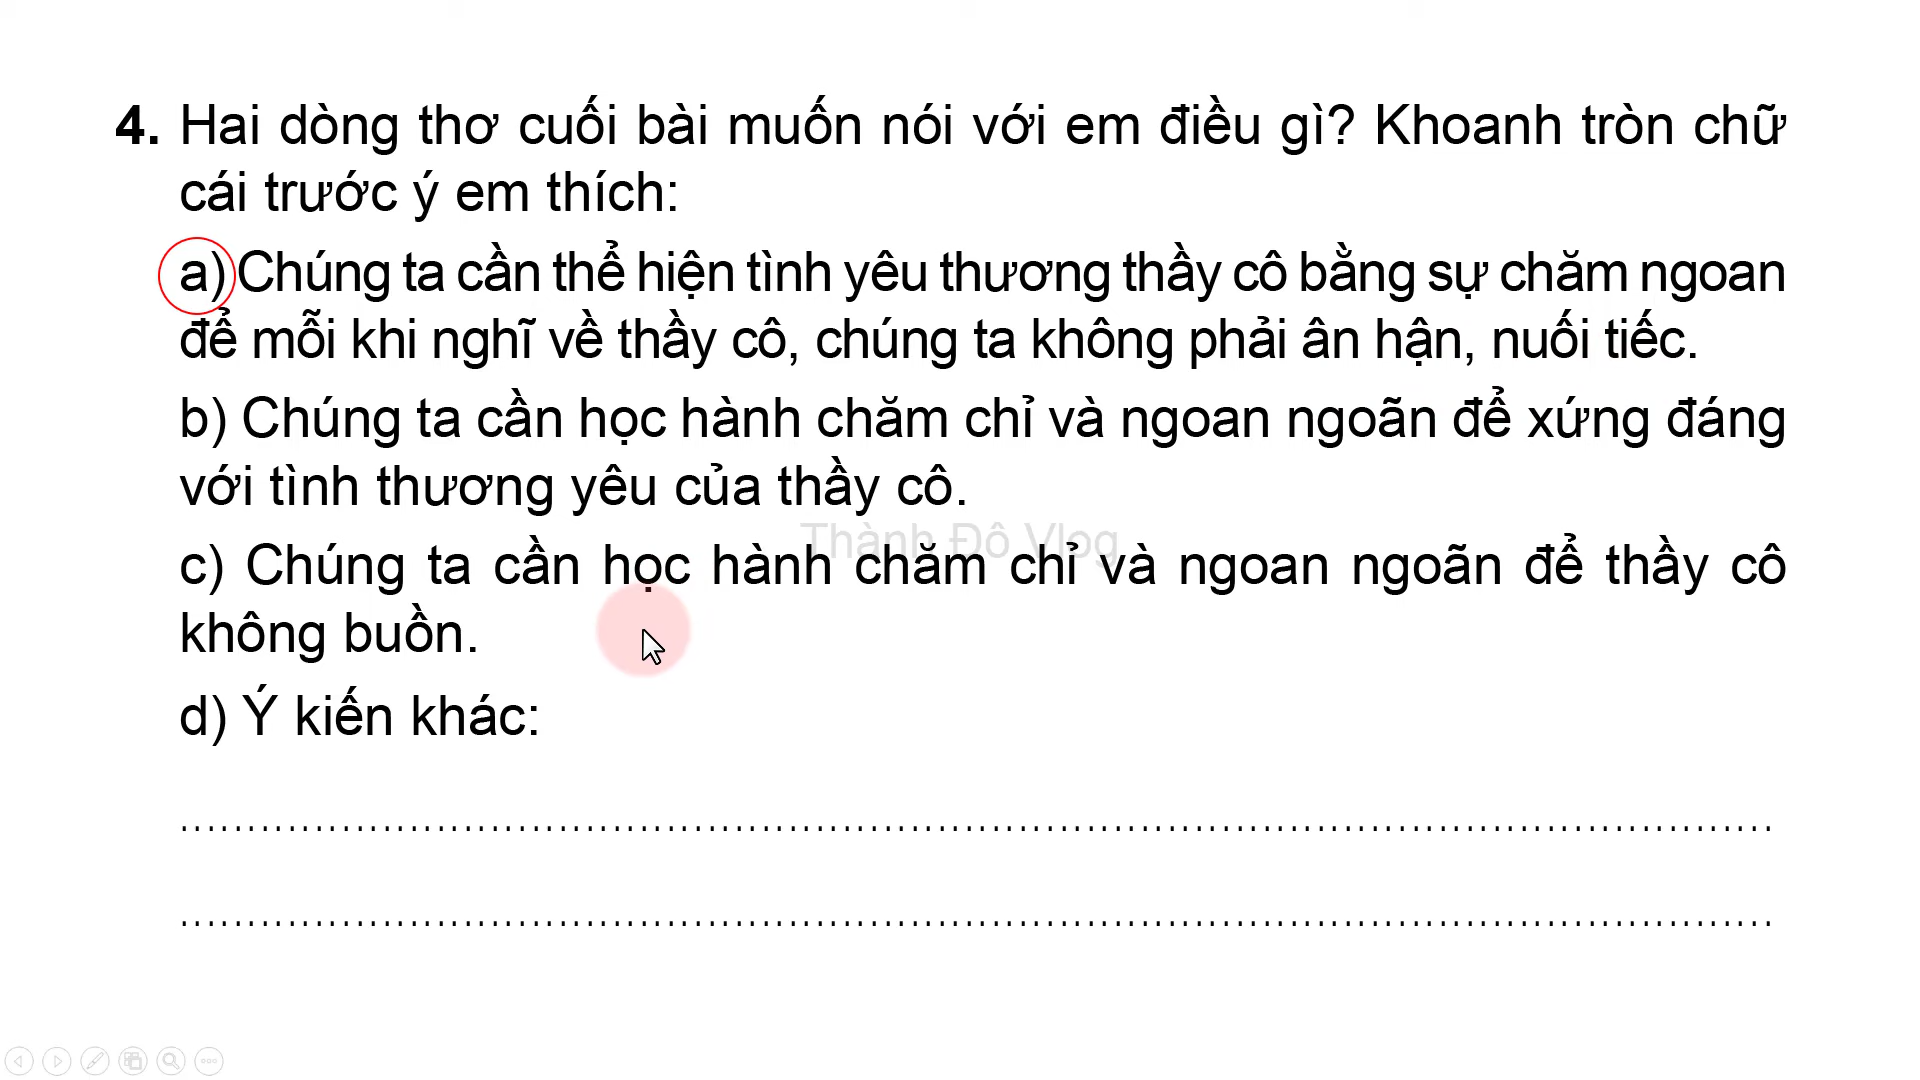 4. Hai dòng thơ cuối bài muốn nói với em điều gì? Khoanh tròn chữ
cái trước ý em thích:
a) Chúng ta cần thể hiện tình yêu thương thầy cô bằng sự chăm ngoan
để mỗi khi nghĩ về thầy cô, chúng ta không phải ân hận, nuối tiếc.
b) Chúng ta cần học hành chăm chỉ và ngoan ngoãn để xứng đáng
với tình thương yêu của thầy cô.
Thành Đô Vlog
c) Chúng ta cần học hành chăm chỉ và ngoan ngoãn để thầy cô
không buồn.
d) Ý kiến khác: